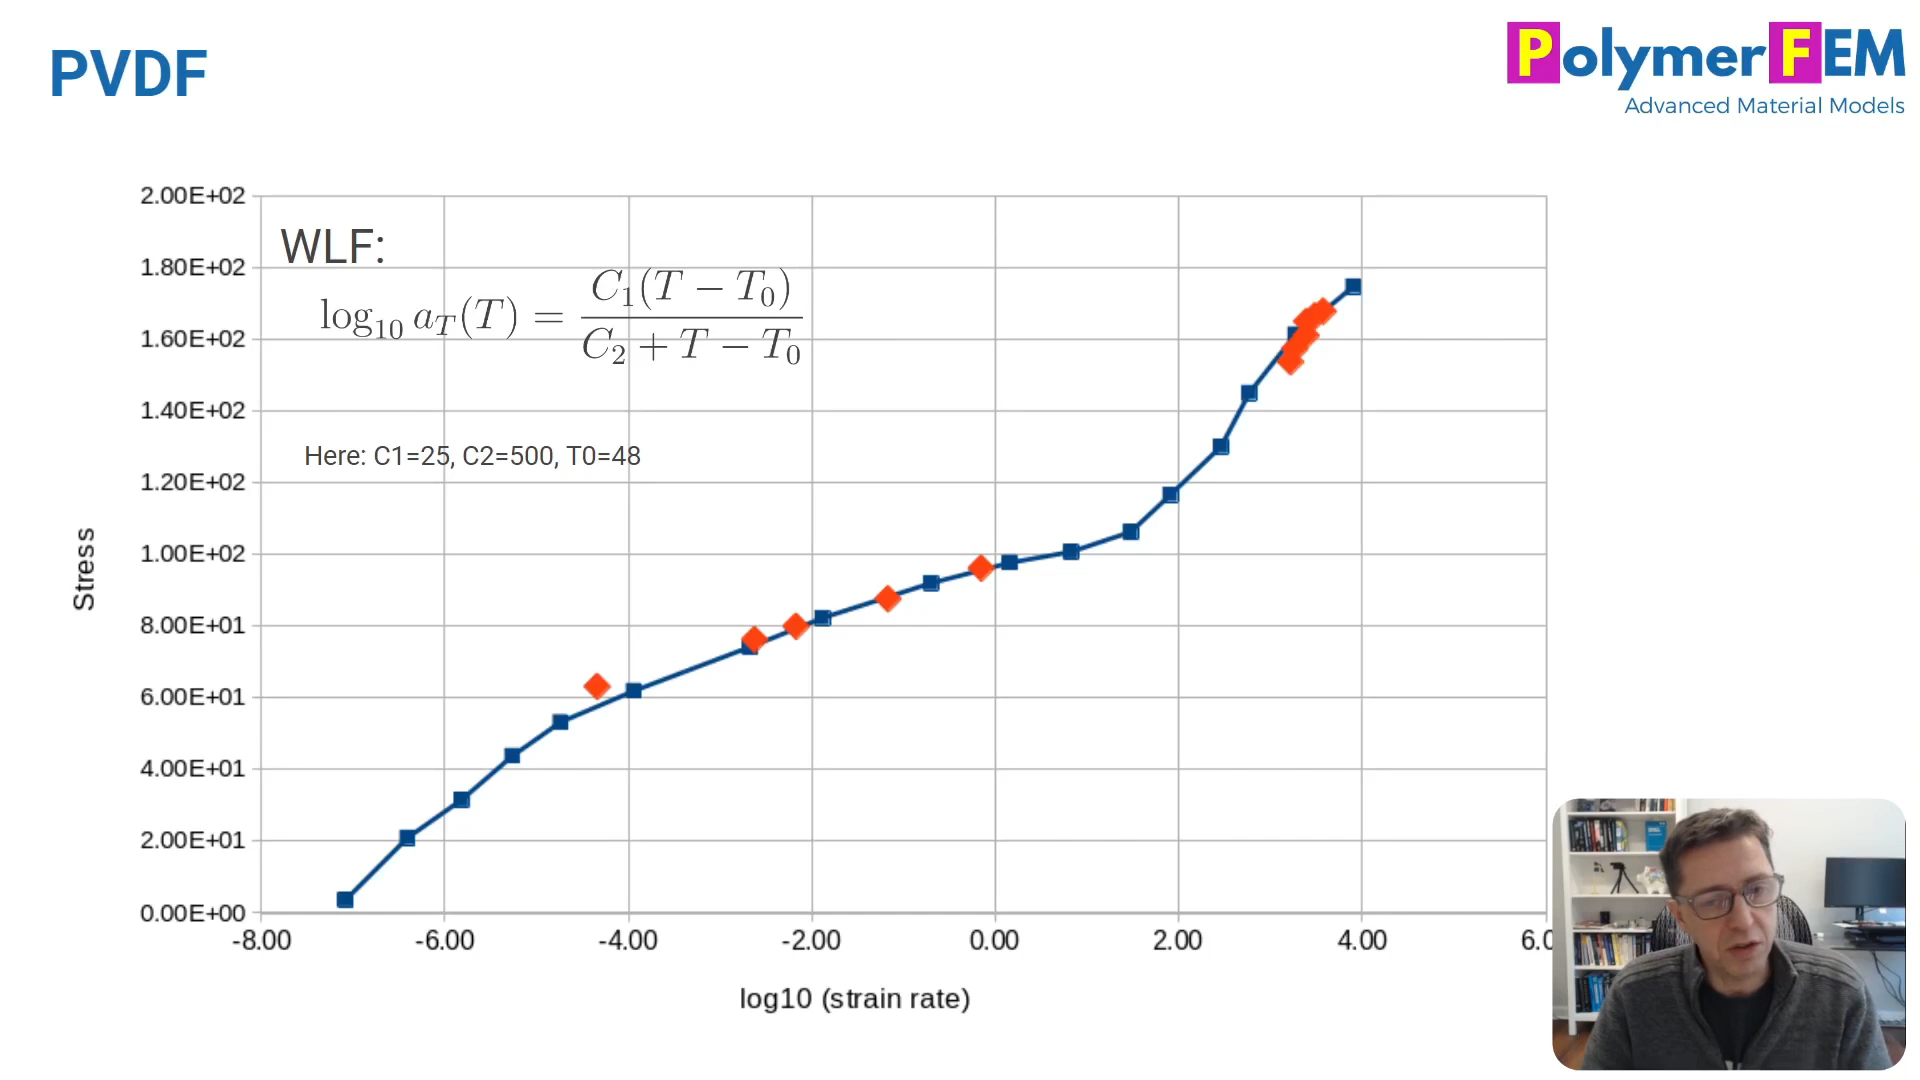 PVDF
PolymerFEM
Advanced Material Models
2.00E+02
1.80E+02
1.60E+02
1.40E+02
1.20E+02
1.00E+02
8.00E+01
6.00E+01
4.00E+01
2.00E+01
0.00E+00
WLF:
log₁₀ a_T(T) = C₁(T − T₀) / (C₂ + T − T₀)
Here: C1=25, C2=500, T0=48
Stress
-8.00 -6.00 -4.00 -2.00 0.00 2.00 4.00 6.0
log10 (strain rate)